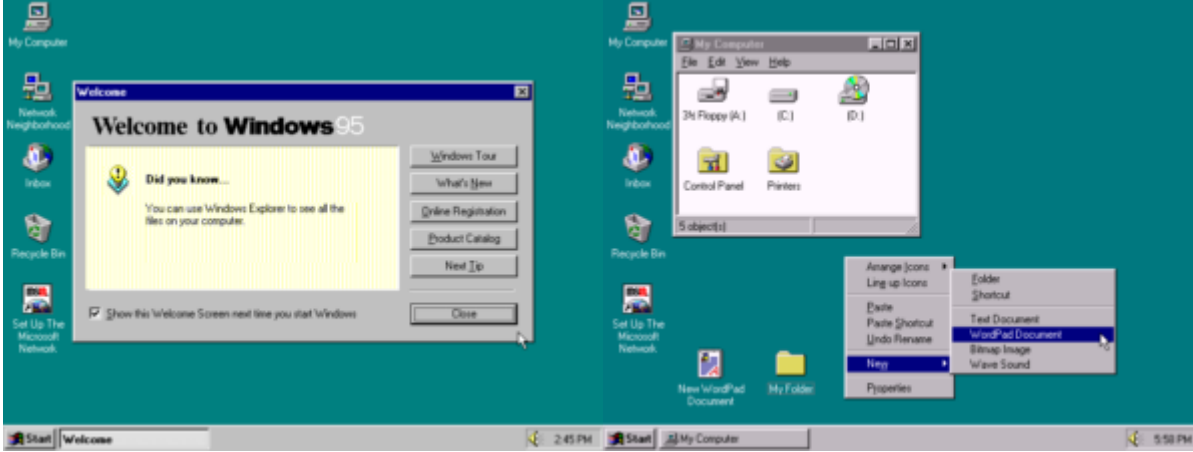 My Computer
Network
Neighborhood
Inbox
Recycle Bin
Set Up The
Microsoft
Network
Welcome
Welcome to Windows 95
Did you know...
You can use Windows Explorer to see all the
files on your computer.
Windows Tour
What's New
Online Registration
Product Catalog
Next Tip
Show this Welcome Screen next time you start Windows
Close
Start
Welcome
2:45 PM
My Computer
Network
Neighborhood
Inbox
Recycle Bin
Set Up The
Microsoft
Network
My Computer
File Edit View Help
3½ Floppy (A:)
(C:)
(D:)
Control Panel
Printers
5 object(s)
New WordPad
Document
My Folder
Arrange Icons
Line up Icons
Paste
Paste Shortcut
Undo Rename
New
Properties
Folder
Shortcut
Text Document
WordPad Document
Bitmap Image
Wave Sound
Start
My Computer
5:58 PM